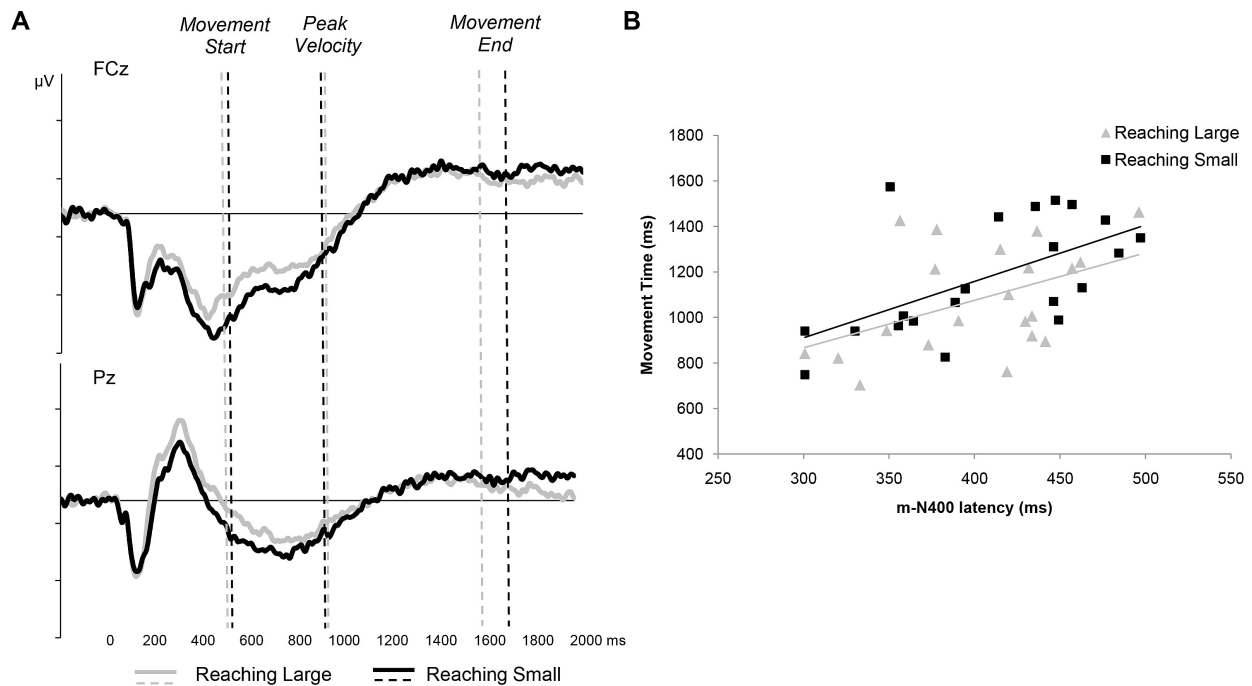 A
Movement
Start
Peak
Velocity
Movement
End
B
FCz
μV
Pz
0 200 400 600 800 1000 1200 1400 1600 1800 2000 ms
Reaching Large
Reaching Small
Reaching Large
Reaching Small
Movement Time (ms)
1800
1600
1400
1200
1000
800
600
400
250 300 350 400 450 500 550
m-N400 latency (ms)